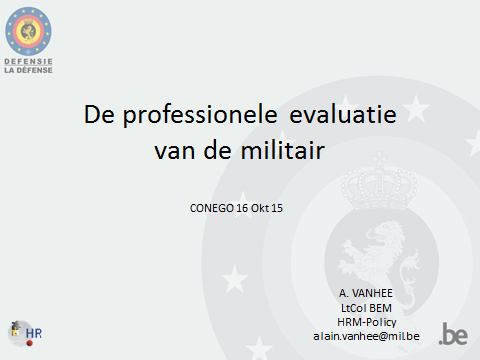 DEFENSIE
LA DÉFENSE
De professionele evaluatie
van de militair
CONEGO 16 Okt 15
A. VANHEE
LtCol BEM
HRM-Policy
alain.vanhee@mil.be
HR
.be